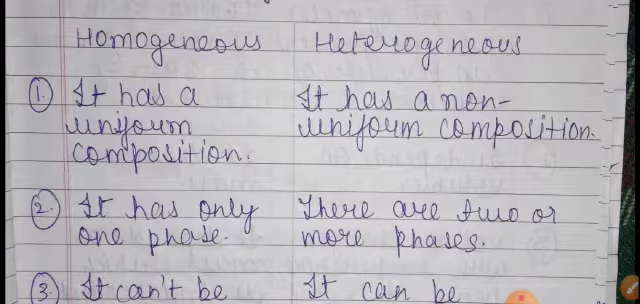 Homogeneous Heterogeneous
1. It has a It has a non-
uniform uniform composition.
composition.
2. It has only There are two or
one phase. more phases.
3. It can't be It can be